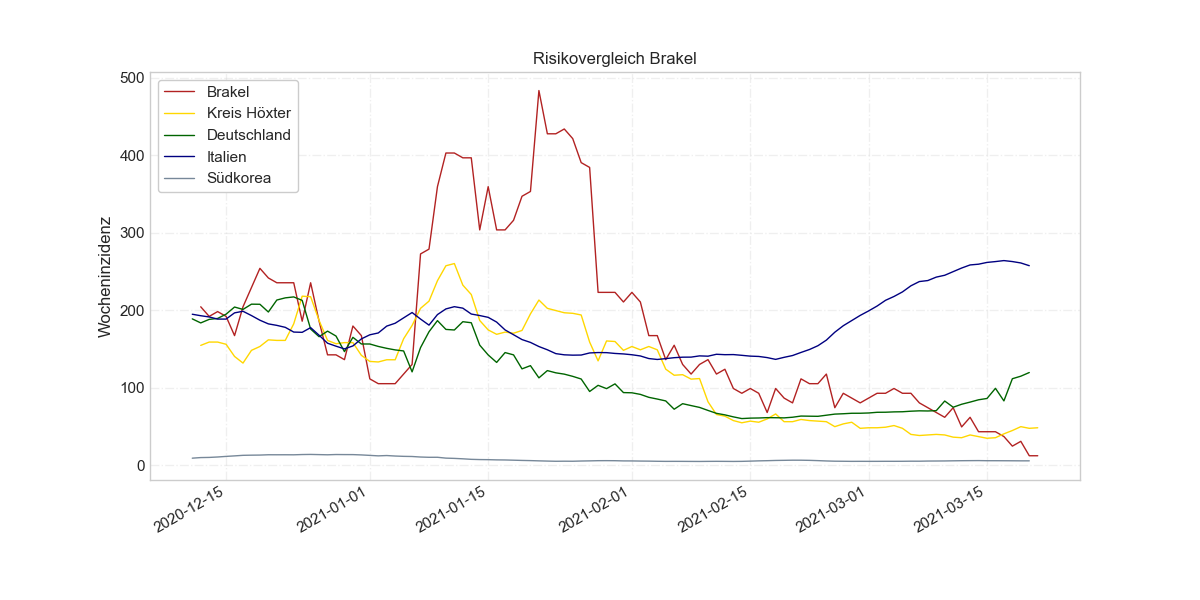 Risikovergleich Brakel
Wocheninzidenz
500
400
300
200
100
0
Brakel
Kreis Höxter
Deutschland
Italien
Südkorea
2020-12-15
2021-01-01
2021-01-15
2021-02-01
2021-02-15
2021-03-01
2021-03-15